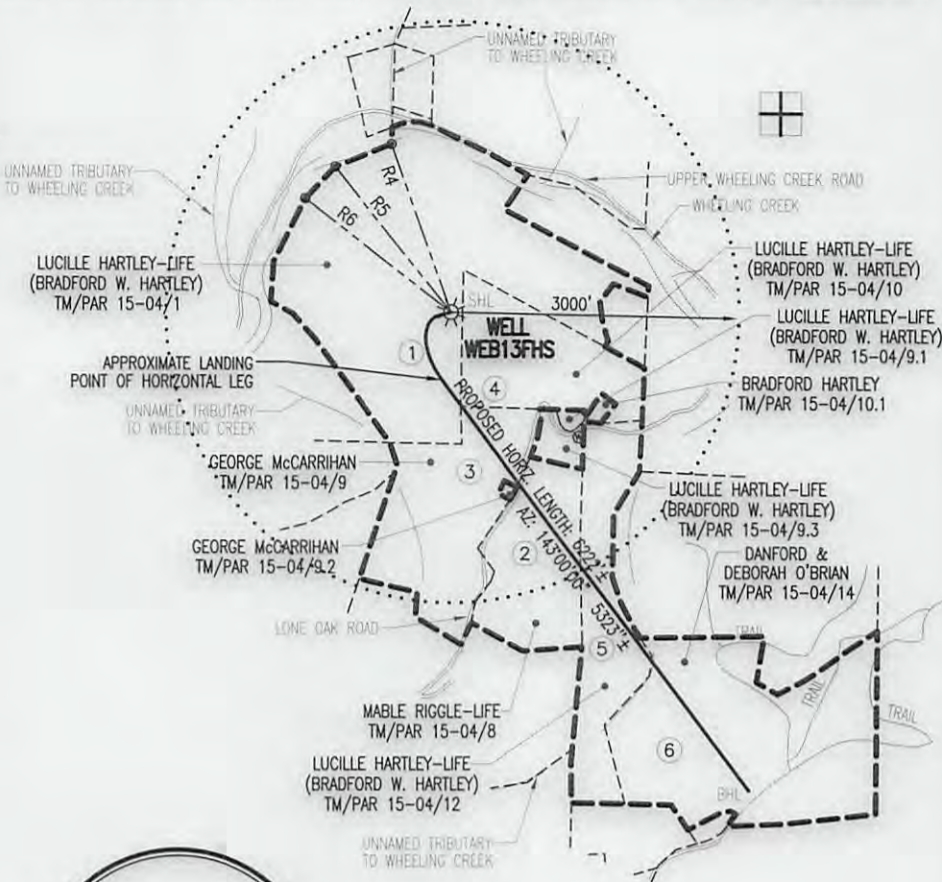 UNNAMED TRIBUTARY
TO WHEELING CREEK
UNNAMED TRIBUTARY
TO WHEELING CREEK
UPPER WHEELING CREEK ROAD
WHEELING CREEK
R4
R5
R6
LUCILLE HARTLEY-LIFE
(BRADFORD W. HARTLEY)
TM/PAR 15-04/1
LUCILLE HARTLEY-LIFE
(BRADFORD W. HARTLEY)
TM/PAR 15-04/10
SHL
3000'
WELL
WEB13FHS
LUCILLE HARTLEY-LIFE
(BRADFORD W. HARTLEY)
TM/PAR 15-04/9.1
1
APPROXIMATE LANDING
POINT OF HORIZONTAL LEG
4
BRADFORD HARTLEY
TM/PAR 15-04/10.1
UNNAMED TRIBUTARY
TO WHEELING CREEK
PROPOSED HORIZ. LENGTH: 6222'±
AZ: 143°00'00" 5323'±
GEORGE McCARRIHAN
TM/PAR 15-04/9
3
LUCILLE HARTLEY-LIFE
(BRADFORD W. HARTLEY)
TM/PAR 15-04/9.3
GEORGE McCARRIHAN
TM/PAR 15-04/9.2
2
DANFORD &
DEBORAH O'BRIAN
TM/PAR 15-04/14
LONE OAK ROAD
TRAIL
5
TRAIL
TRAIL
MABLE RIGGLE-LIFE
TM/PAR 15-04/8
6
LUCILLE HARTLEY-LIFE
(BRADFORD W. HARTLEY)
TM/PAR 15-04/12
BHL
UNNAMED TRIBUTARY
TO WHEELING CREEK